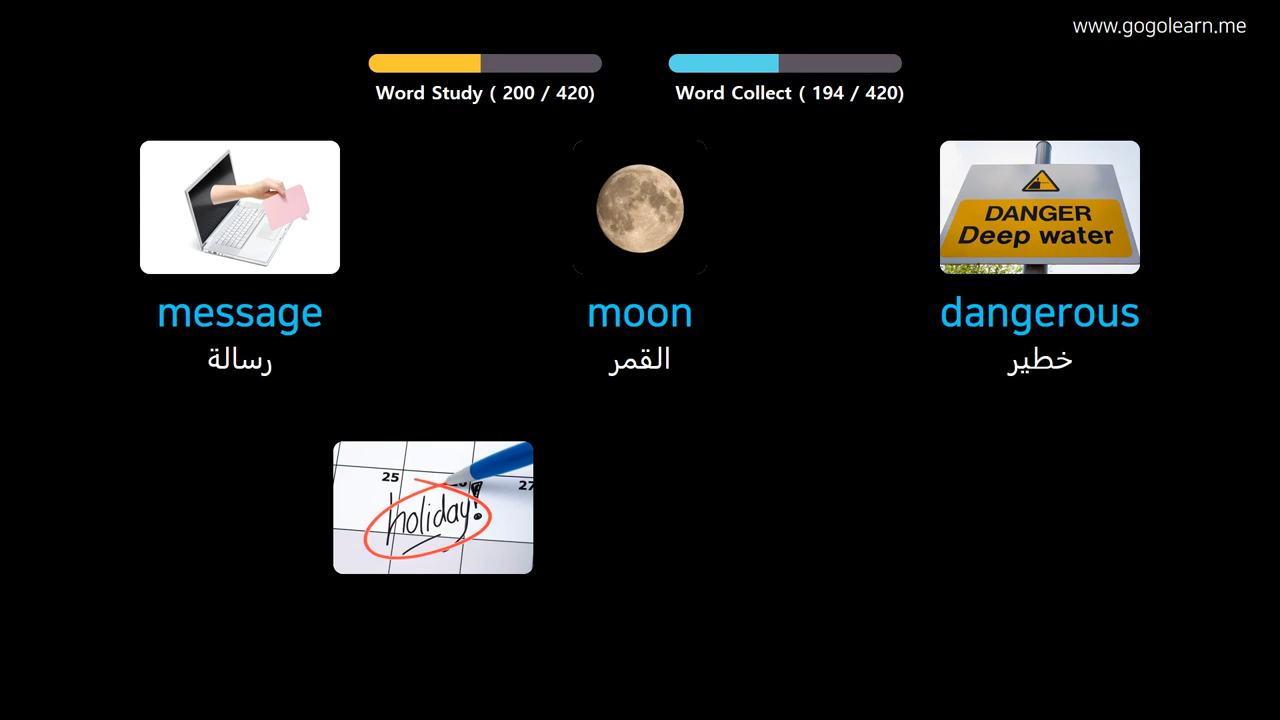 www.gogolearn.me
Word Study ( 200 / 420)
Word Collect ( 194 / 420)
DANGER
Deep water
message
moon
dangerous
رسالة
القمر
خطير
25
27
holiday!